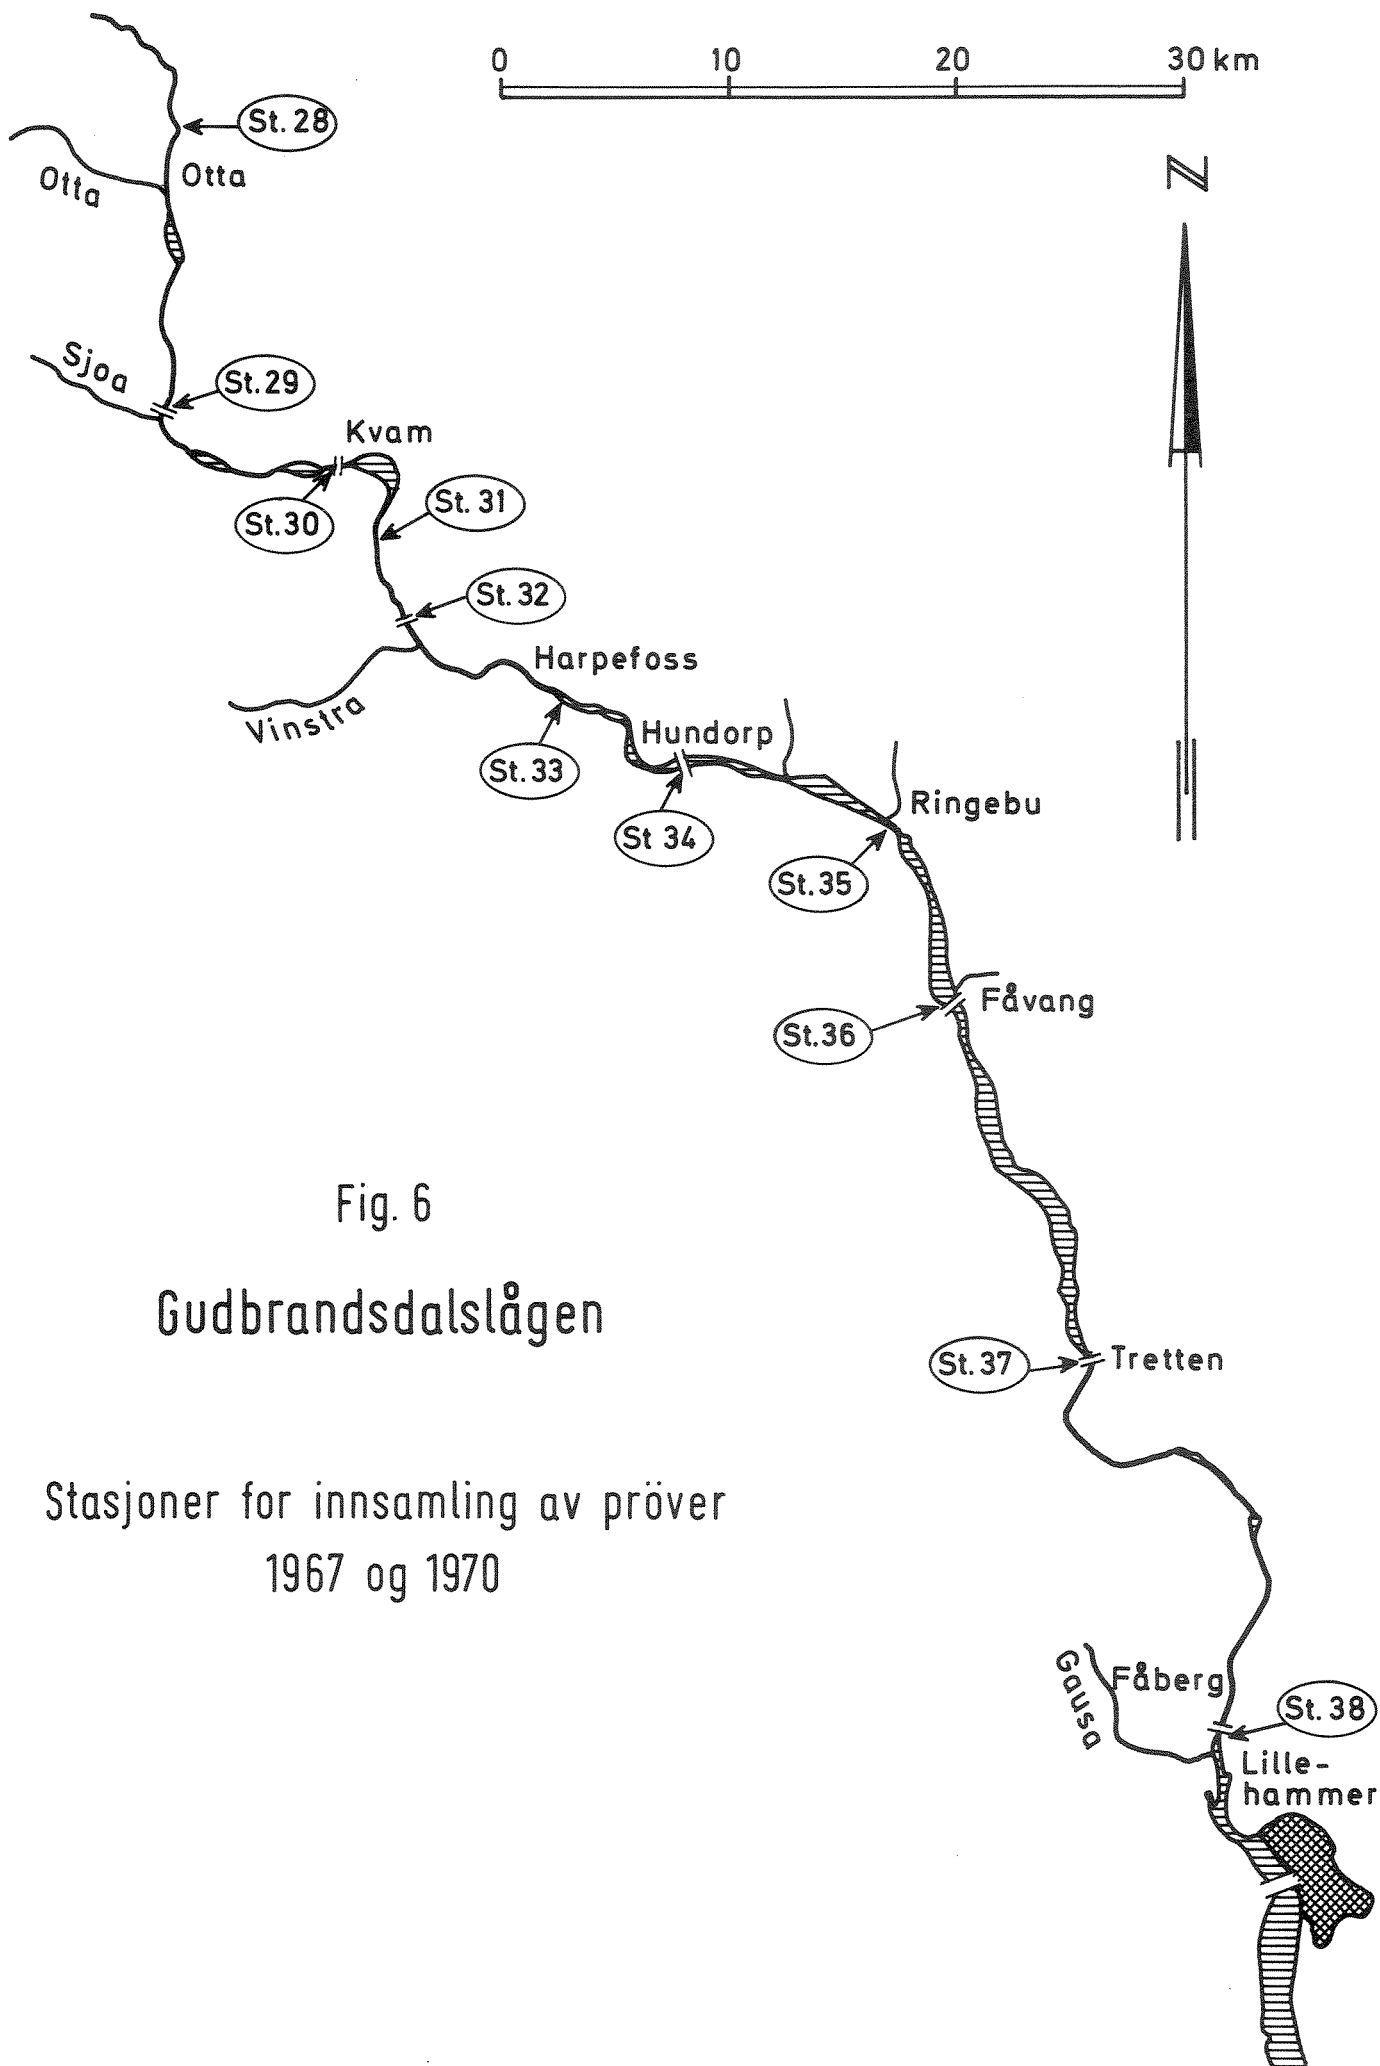 0 10 20 30 km
St. 28
Otta
Otta
N
Sjoa
St. 29
Kvam
St. 30
St. 31
St. 32
Harpefoss
Vinstra
Hundorp
St. 33
St 34
Ringebu
St. 35
Fåvang
St. 36
Fig. 6
Gudbrandsdalslågen
St. 37
Tretten
Stasjoner for innsamling av pröver
1967 og 1970
Gausa
Fåberg
St. 38
Lille-
hammer